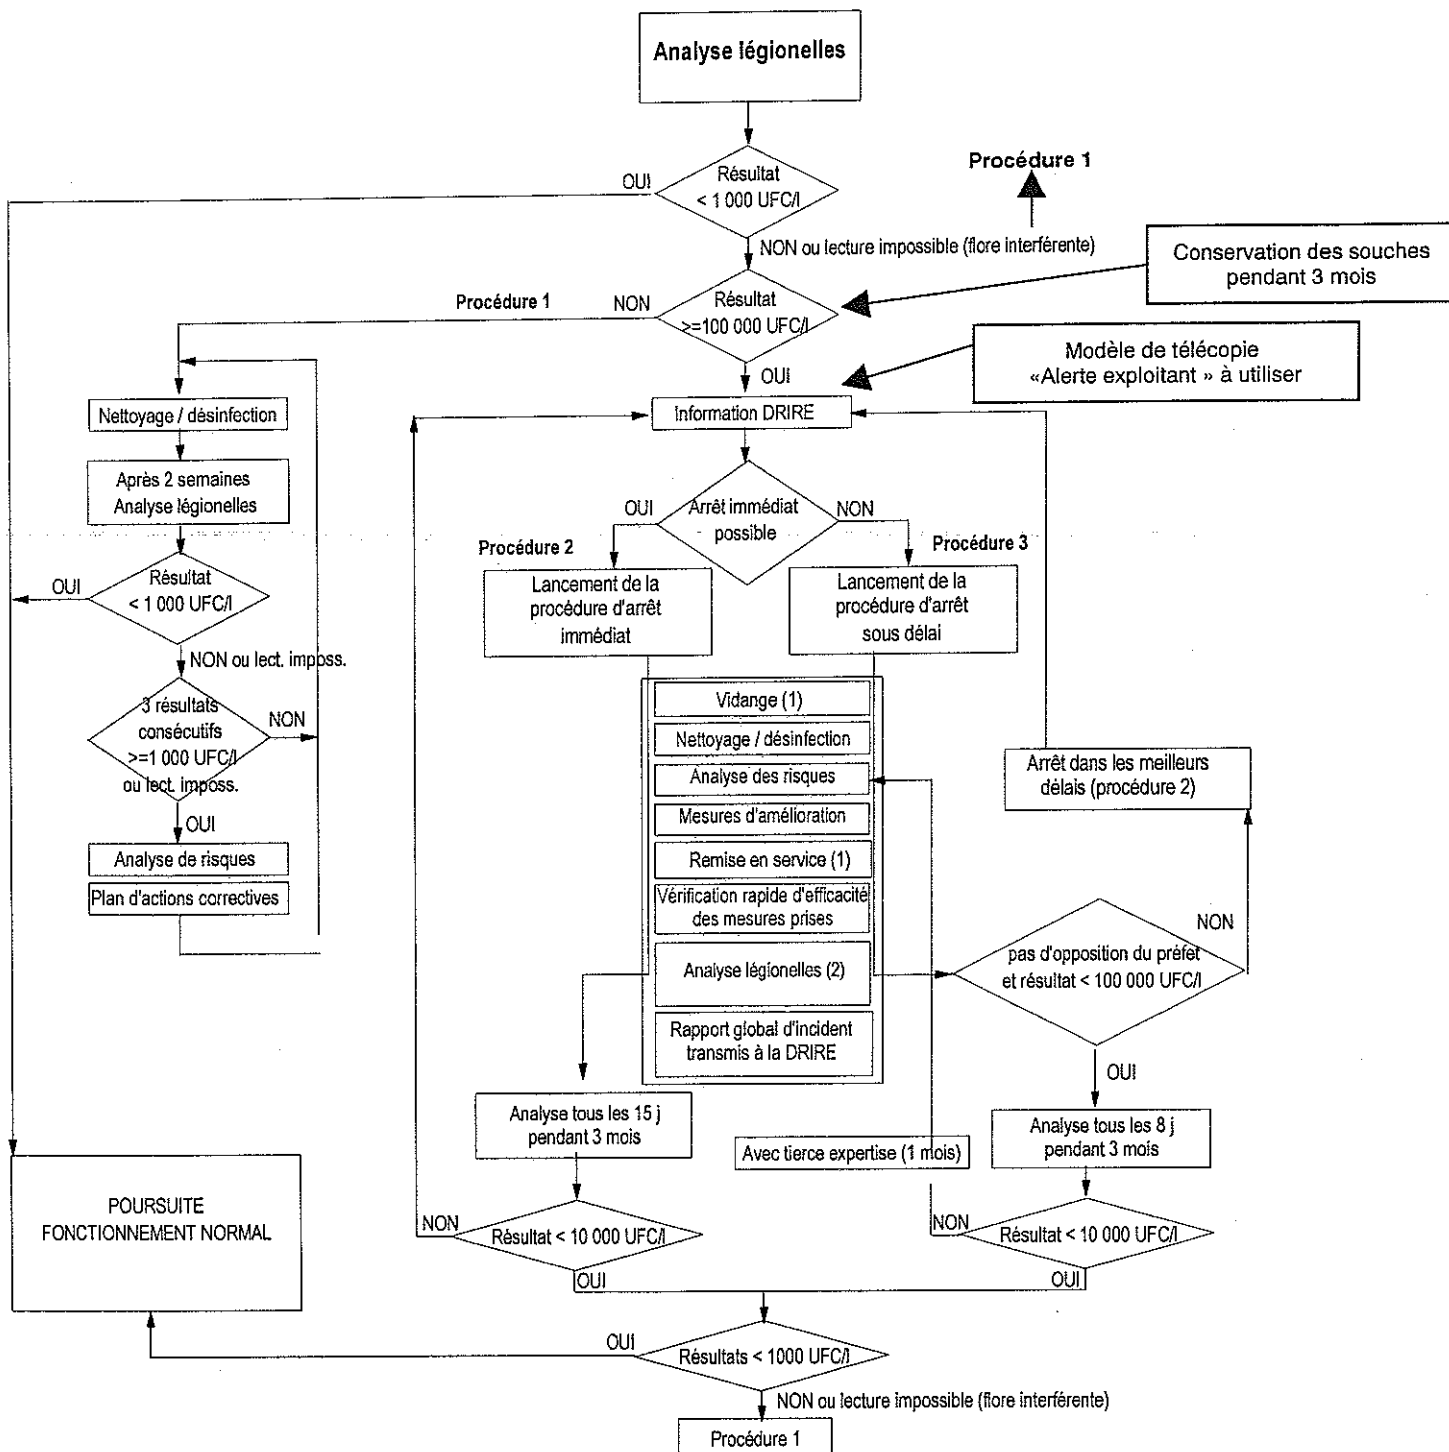 Analyse légionelles
Résultat
< 1 000 UFC/l
OUI
Procédure 1
NON ou lecture impossible (flore interférente)
Conservation des souches
pendant 3 mois
Procédure 1
NON
Résultat
>=100 000 UFC/l
OUI
Modèle de télécopie
«Alerte exploitant » à utiliser
Information DRIRE
Nettoyage / désinfection
Après 2 semaines
Analyse légionelles
OUI
Résultat
< 1 000 UFC/l
NON ou lect. imposs.
3 résultats
consécutifs
>=1 000 UFC/l
ou lect. imposs.
NON
OUI
Analyse de risques
Plan d'actions correctives
OUI
Arrêt immédiat
possible
NON
Procédure 2
Procédure 3
Lancement de la
procédure d'arrêt
immédiat
Lancement de la
procédure d'arrêt
sous délai
Vidange (1)
Nettoyage / désinfection
Analyse des risques
Mesures d'amélioration
Remise en service (1)
Vérification rapide d'efficacité
des mesures prises
Analyse légionelles (2)
Rapport global d'incident
transmis à la DRIRE
Arrêt dans les meilleurs
délais (procédure 2)
NON
pas d'opposition du préfet
et résultat < 100 000 UFC/l
OUI
Analyse tous les 15 j
pendant 3 mois
Avec tierce expertise (1 mois)
Analyse tous les 8 j
pendant 3 mois
POURSUITE
FONCTIONNEMENT NORMAL
NON
Résultat < 10 000 UFC/l
OUI
NON
Résultat < 10 000 UFC/l
OUI
OUI
Résultats < 1000 UFC/l
NON ou lecture impossible (flore interférente)
Procédure 1